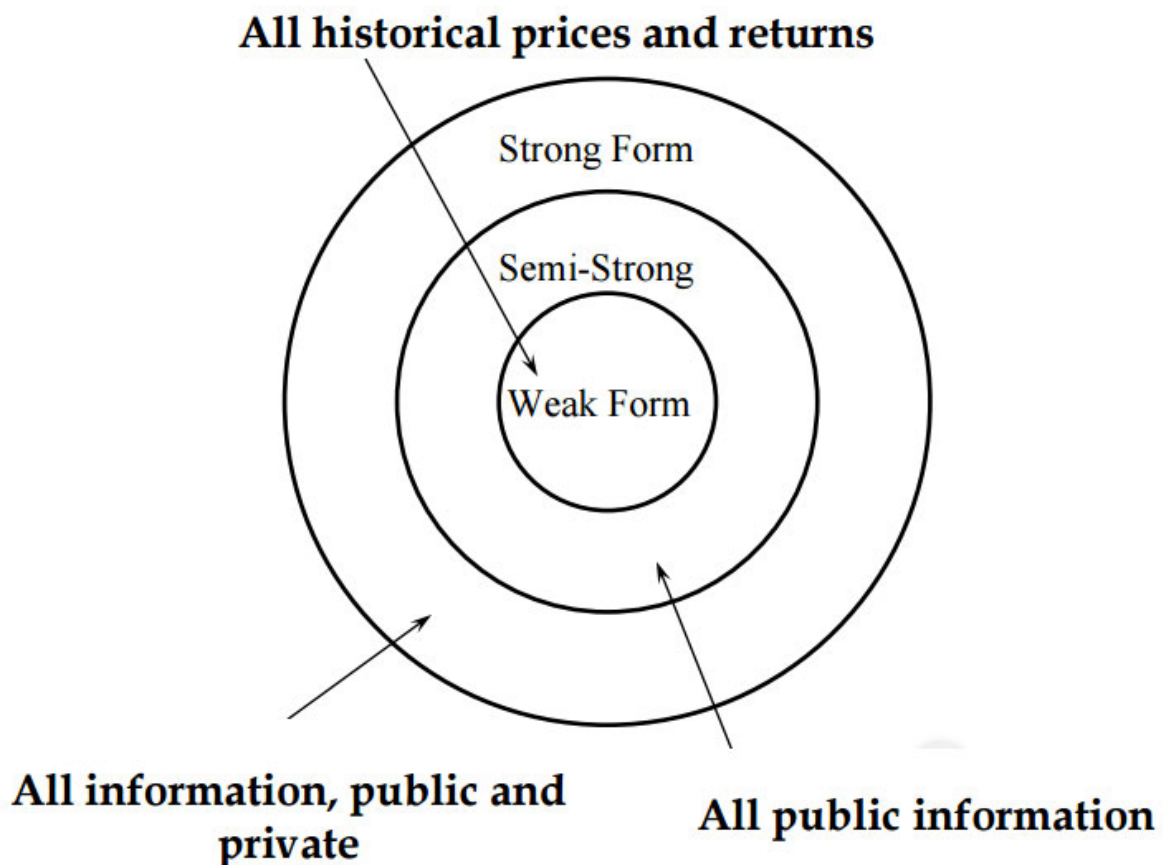 All historical prices and returns
Strong Form
Semi-Strong
Weak Form
All information, public and
private
All public information